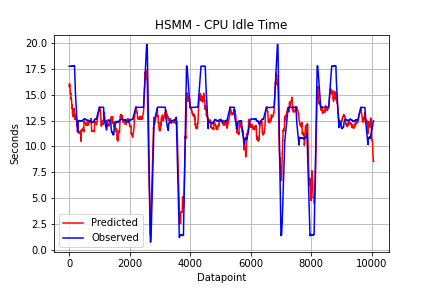 HSMM - CPU Idle Time
20.0
17.5
15.0
12.5
10.0
7.5
5.0
2.5
0.0
Seconds
Predicted
Observed
0 2000 4000 6000 8000 10000
Datapoint